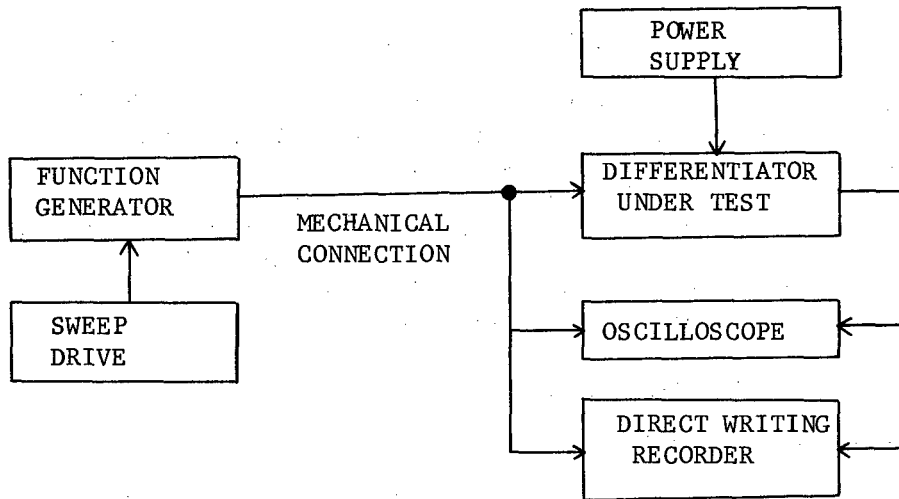 POWER
SUPPLY
FUNCTION
GENERATOR
MECHANICAL
CONNECTION
DIFFERENTIATOR
UNDER TEST
SWEEP
DRIVE
OSCILLOSCOPE
DIRECT WRITING
RECORDER